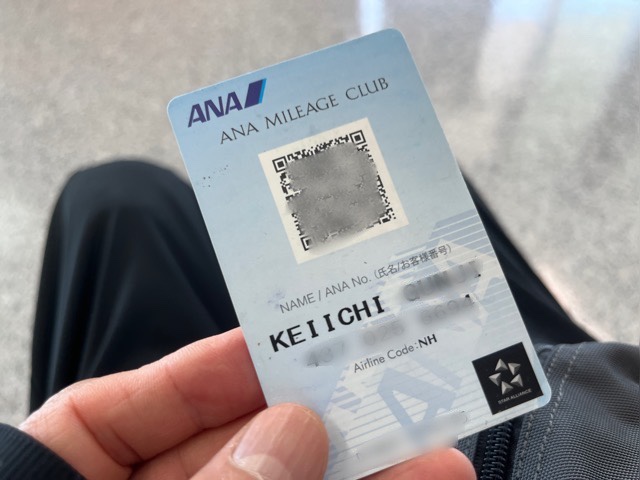 ANA
ANA MILEAGE CLUB
NAME / ANA No. (氏名/お客様番号)
KEIICHI
Airline Code:NH
STAR ALLIANCE